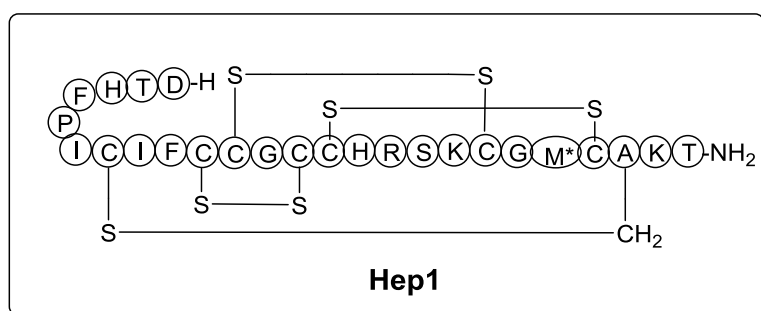 S S
H T D-H
F
S S
P
I C I F C C G C C H R S K C G M* C A K T-NH₂
S S
S CH₂
Hep1